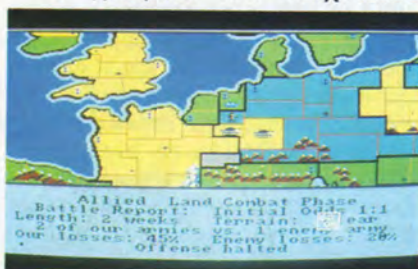 Allied Land Combat Phase
Battle Report: Initial Odds 1:1
Length: 2 weeks Terrain: Clear
2 of our armies vs. 1 enemy army
Our losses: 45% Enemy losses: 20%
Offense halted